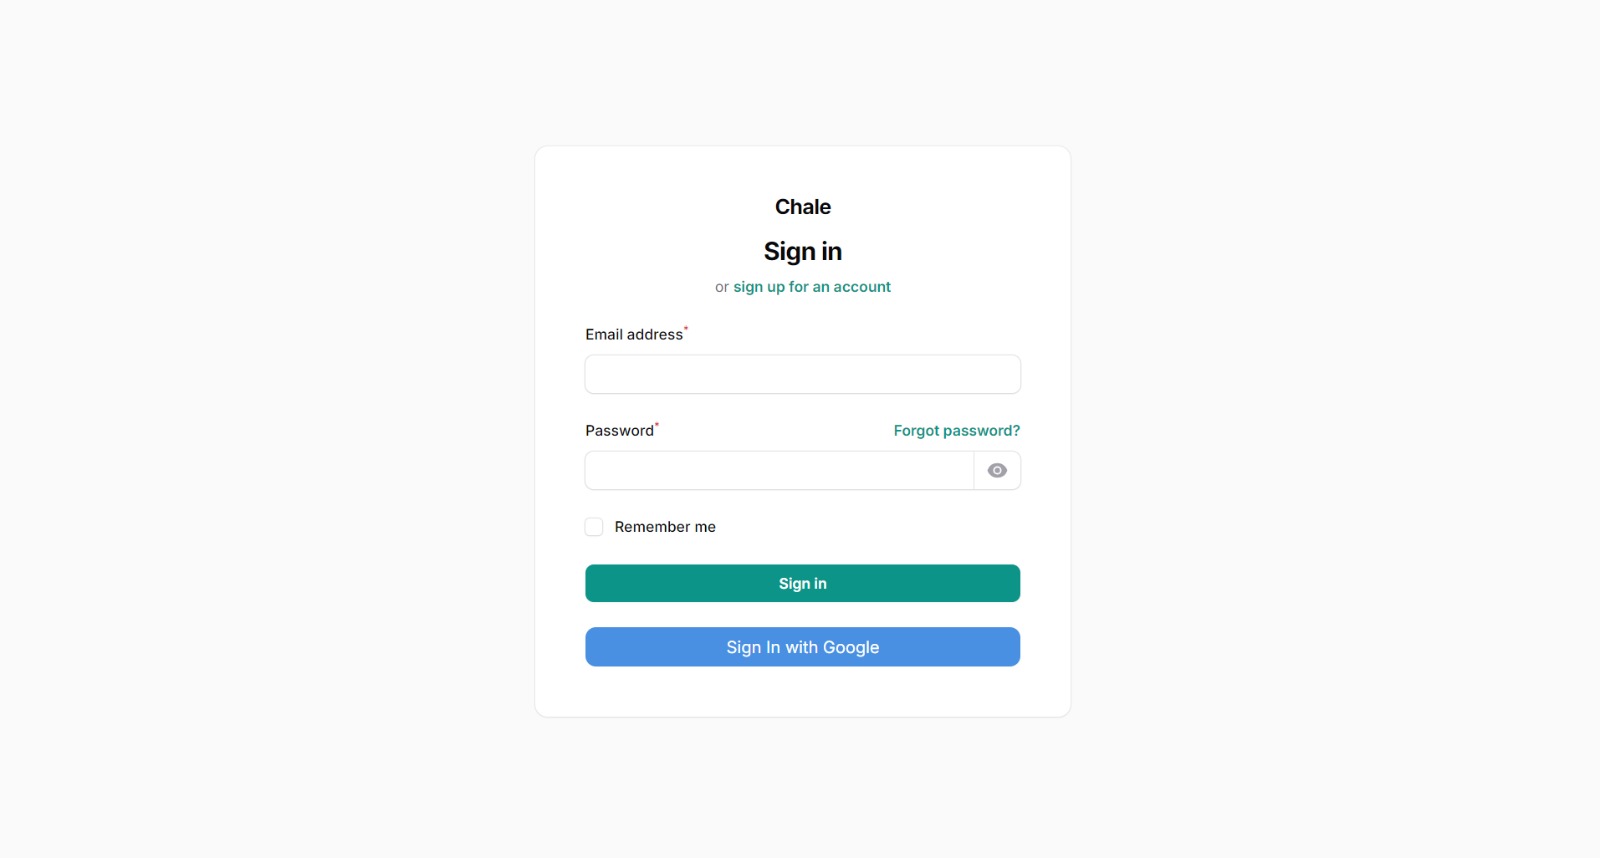 Chale
Sign in
or sign up for an account
Email address*
Password* Forgot password?
Remember me
Sign in
Sign In with Google